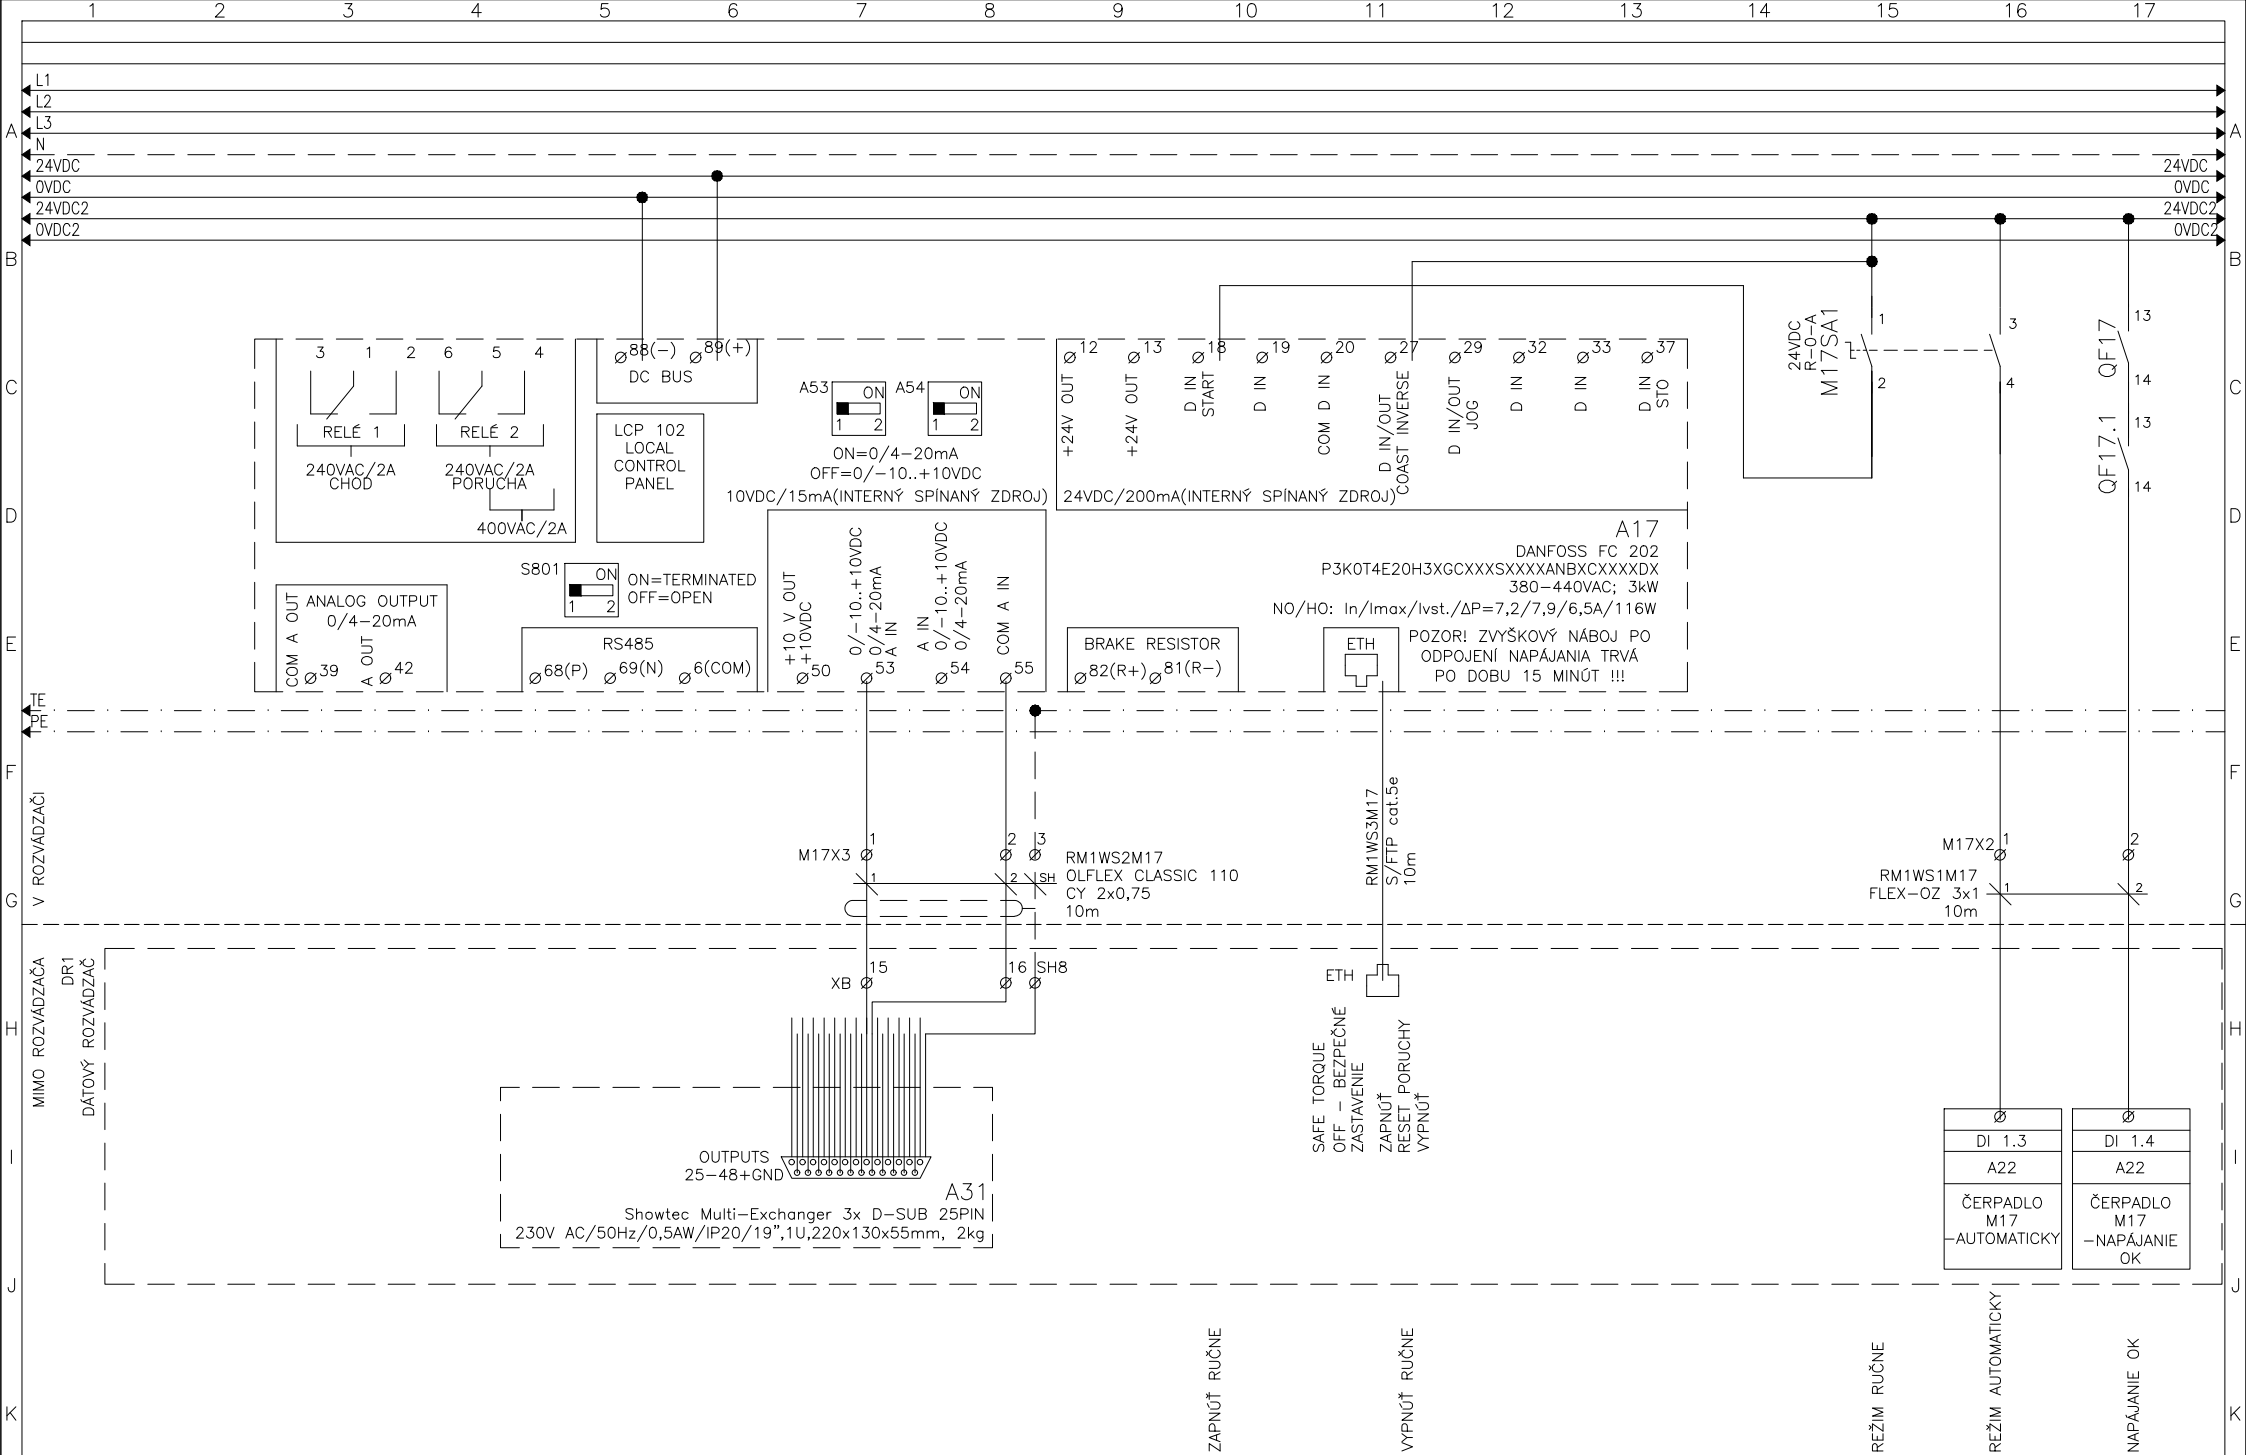 1 2 3 4 5 6 7 8 9 10 11 12 13 14 15 16 17
L1
L2
A L3 A
N
24VDC 24VDC
0VDC 0VDC
24VDC2 24VDC2
0VDC2 0VDC2
B B
C C
3 1 2 6 5 4
RELÉ 1 RELÉ 2
240VAC/2A
CHOD
240VAC/2A
PORUCHA
400VAC/2A
88(-) 89(+)
DC BUS
LCP 102
LOCAL
CONTROL
PANEL
A53 ON
1 2
A54 ON
1 2
ON=0/4-20mA
OFF=0/-10..+10VDC
10VDC/15mA(INTERNÝ SPÍNANÝ ZDROJ)
24VDC/200mA(INTERNÝ SPÍNANÝ ZDROJ)
12 13 18 19 20 27 29 32 33 37
+24V OUT
+24V OUT
D IN
START
D IN
COM D IN
D IN/OUT
COAST INVERSE
D IN/OUT
JOG
D IN
D IN
D IN
STO
24VDC
R-0-A
M17SA1
1
2
3
4
QF17
13
14
QF17.1
13
14
D D
A17
DANFOSS FC 202
P3K0T4E20H3XGCXXXSXXXXANBXCXXXXDX
380-440VAC; 3kW
NO/HO: In/Imax/Ivst./ΔP=7,2/7,9/6,5A/116W
POZOR! ZVYŠKOVÝ NÁBOJ PO
ODPOJENÍ NAPÁJANIA TRVÁ
PO DOBU 15 MINÚT !!!
E E
S801 ON
1 2
ON=TERMINATED
OFF=OPEN
COM A OUT
ANALOG OUTPUT
0/4-20mA
A OUT
39 42
RS485
68(P) 69(N) 6(COM)
+10 V OUT
+10VDC
0/-10..+10VDC
0/4-20mA
A IN
A IN
0/-10..+10VDC
0/4-20mA
COM A IN
50 53 54 55
BRAKE RESISTOR
82(R+) 81(R-)
ETH
TE
PE
F F
V ROZVÁDZAČI
M17X3 1 2 3
1 2 SH
RM1WS2M17
OLFLEX CLASSIC 110
CY 2x0,75
10m
RM1WS3M17
S/FTP cat.5e
10m
M17X2 1 2
RM1WS1M17
FLEX-OZ 3x1
10m
1 2
G G
MIMO ROZVÁDZAČA
DR1
DÁTOVÝ ROZVÁDZAČ
XB 15 16 SH8
ETH
H H
SAFE TORQUE
OFF - BEZPEČNÉ
ZASTAVENIE
ZAPNÚŤ
RESET PORUCHY
VYPNÚŤ
I I
OUTPUTS
25-48+GND
A31
Showtec Multi-Exchanger 3x D-SUB 25PIN
230V AC/50Hz/0,5AW/IP20/19",1U,220x130x55mm, 2kg
DI 1.3
A22
ČERPADLO
M17
-AUTOMATICKY
DI 1.4
A22
ČERPADLO
M17
-NAPÁJANIE
OK
J J
ZAPNÚŤ RUČNE
VYPNÚŤ RUČNE
REŽIM RUČNE
REŽIM AUTOMATICKY
NAPÁJANIE OK
K K